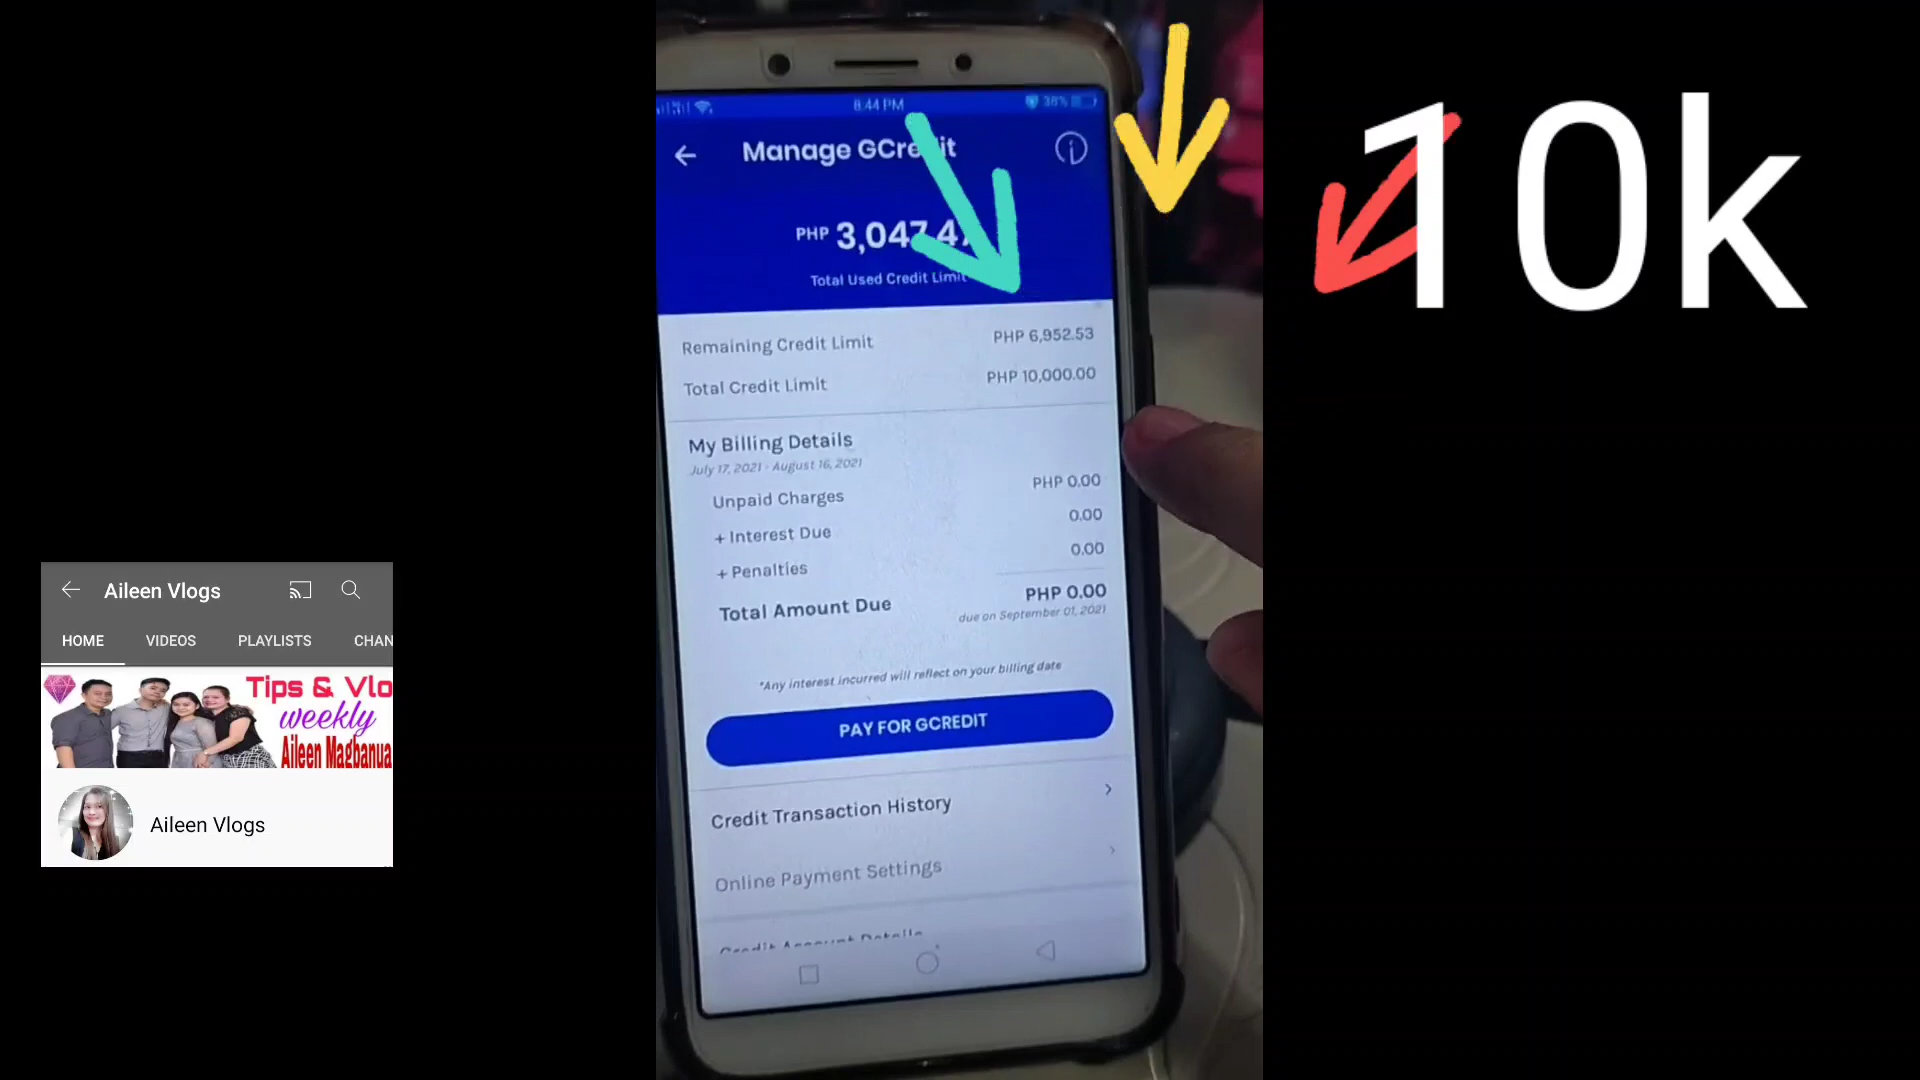 8:44 PM
38%
Manage GCredit
PHP 3,047.47
Total Used Credit Limit
Remaining Credit Limit PHP 6,952.53
Total Credit Limit PHP 10,000.00
My Billing Details
July 17, 2021 - August 16, 2021
Unpaid Charges PHP 0.00
+ Interest Due 0.00
+ Penalties 0.00
Total Amount Due PHP 0.00
due on September 01, 2021
*Any interest incurred will reflect on your billing date
PAY FOR GCREDIT
Credit Transaction History
Online Payment Settings
Credit Account Details
10k
Aileen Vlogs
HOME VIDEOS PLAYLISTS CHAN
Tips & Vlo
weekly
Aileen Magbanua
Aileen Vlogs